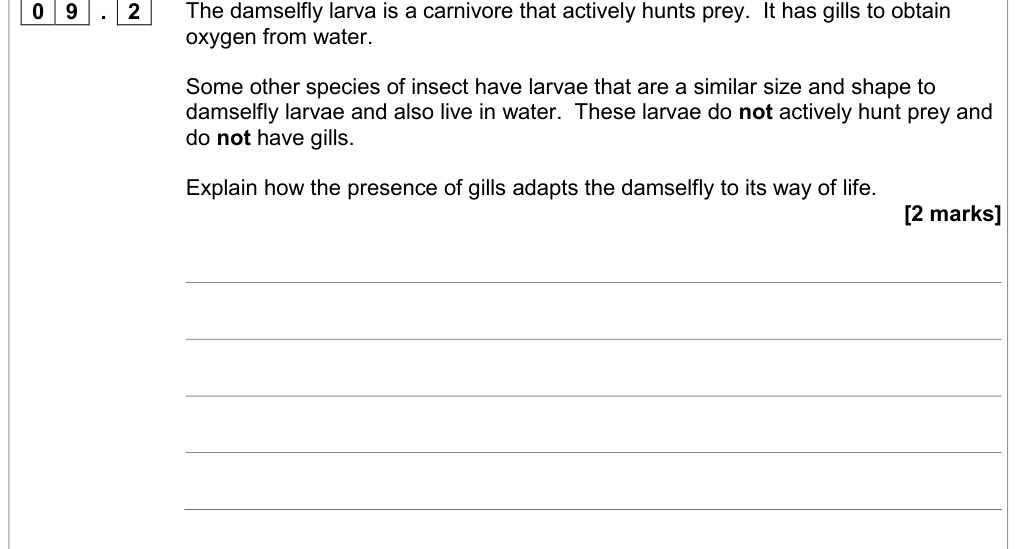 0 9 . 2 The damselfly larva is a carnivore that actively hunts prey. It has gills to obtain
oxygen from water.
Some other species of insect have larvae that are a similar size and shape to
damselfly larvae and also live in water. These larvae do not actively hunt prey and
do not have gills.
Explain how the presence of gills adapts the damselfly to its way of life.
[2 marks]